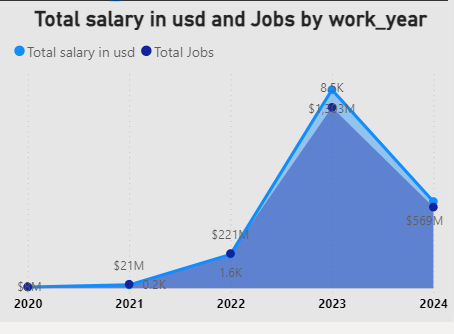 Total salary in usd and Jobs by work_year
Total salary in usd Total Jobs
8.5K
$221M
$21M
1.6K
0.2K
$569M
2020 2021 2022 2023 2024